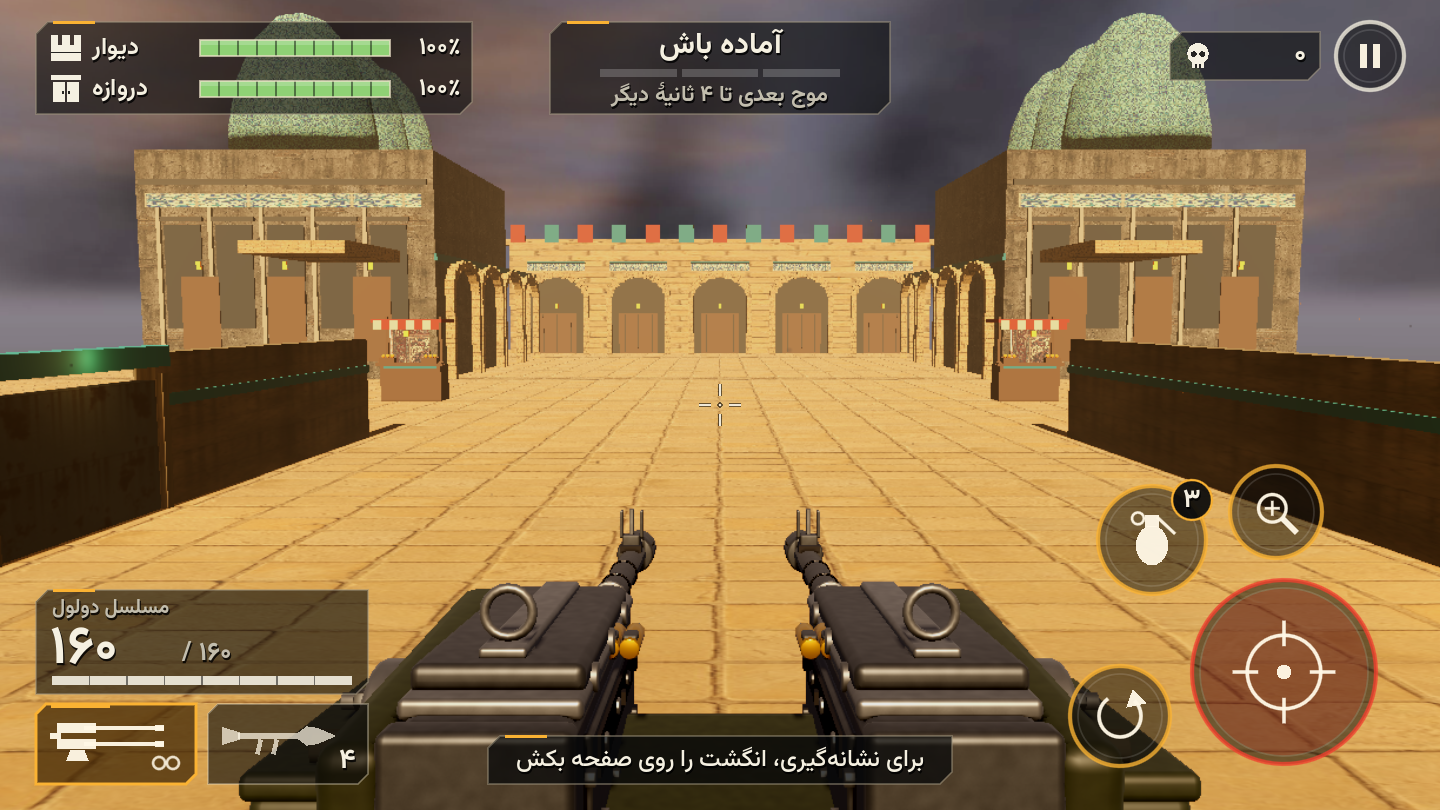 دیوار ۱۰۰٪
دروازه ۱۰۰٪
آماده باش
موج بعدی تا ۴ ثانیهٔ دیگر
۰
۳
مسلسل دولول
۱۶۰ / ۱۶۰
∞
۴
برای نشانه‌گیری، انگشت را روی صفحه بکش